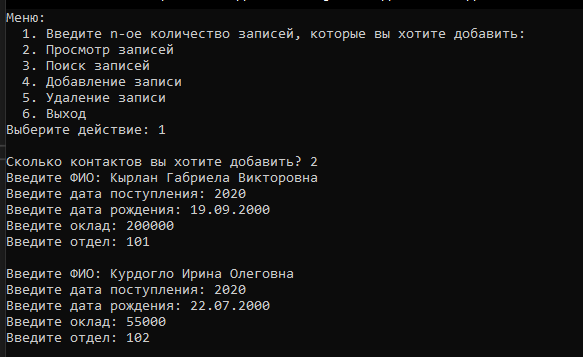 Меню:
1. Введите n-ое количество записей, которые вы хотите добавить:
2. Просмотр записей
3. Поиск записей
4. Добавление записи
5. Удаление записи
6. Выход
Выберите действие: 1
Сколько контактов вы хотите добавить? 2
Введите ФИО: Кырлан Габриела Викторовна
Введите дата поступления: 2020
Введите дата рождения: 19.09.2000
Введите оклад: 200000
Введите отдел: 101
Введите ФИО: Курдогло Ирина Олеговна
Введите дата поступления: 2020
Введите дата рождения: 22.07.2000
Введите оклад: 55000
Введите отдел: 102